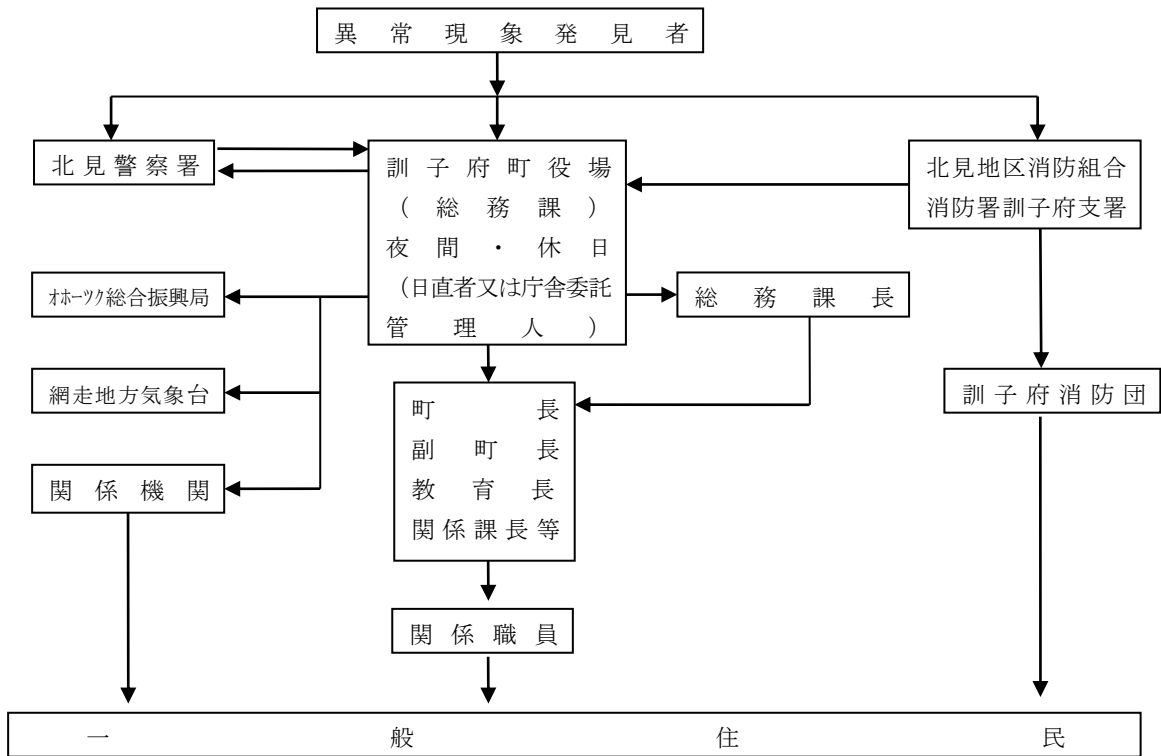 異常現象発見者
北見警察署
訓子府町役場
（総務課）
夜間・休日
（日直者又は庁舎委託
管理人）
北見地区消防組合
消防署訓子府支署
ｵﾎｰﾂｸ総合振興局
総務課長
網走地方気象台
町長
副町長
教育長
関係課長等
訓子府消防団
関係機関
関係職員
一般住民